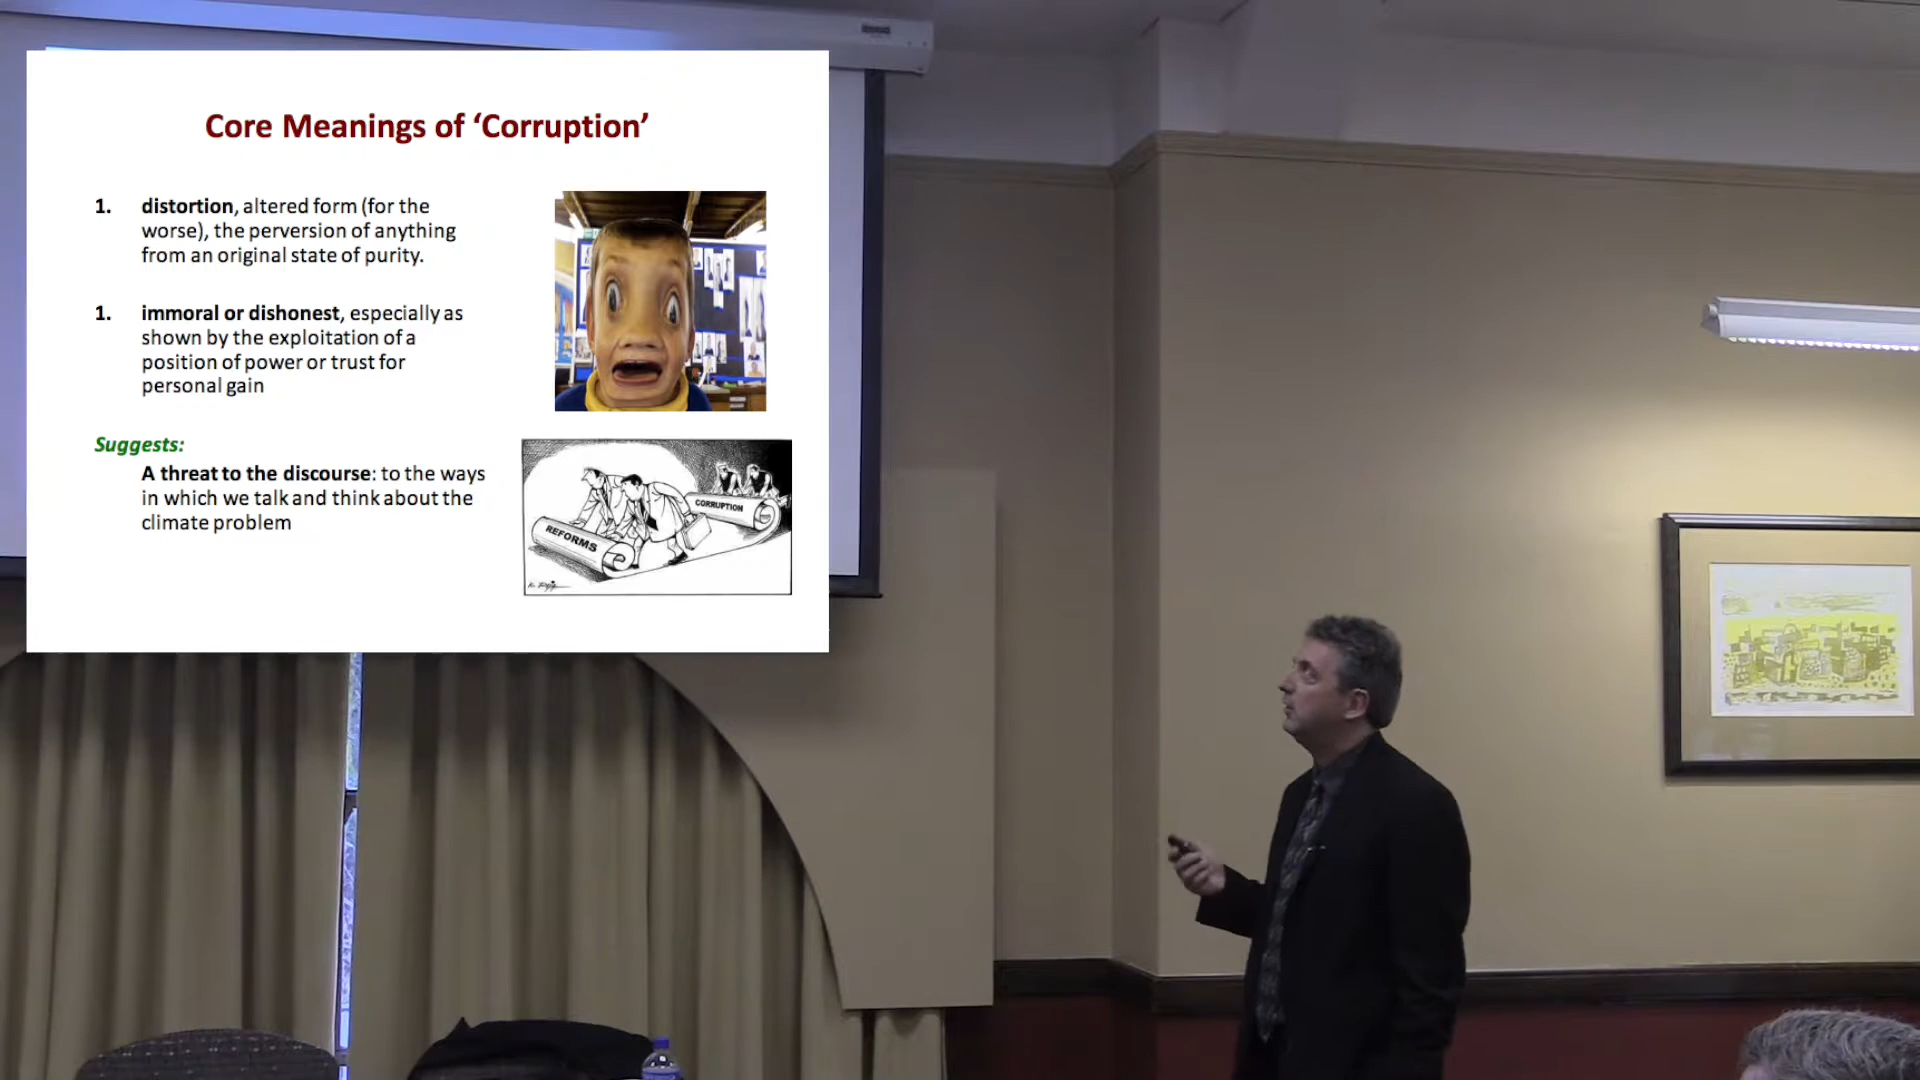 Core Meanings of ‘Corruption’
1. distortion, altered form (for the
worse), the perversion of anything
from an original state of purity.
1. immoral or dishonest, especially as
shown by the exploitation of a
position of power or trust for
personal gain
Suggests:
A threat to the discourse: to the ways
in which we talk and think about the
climate problem
CORRUPTION
REFORMS